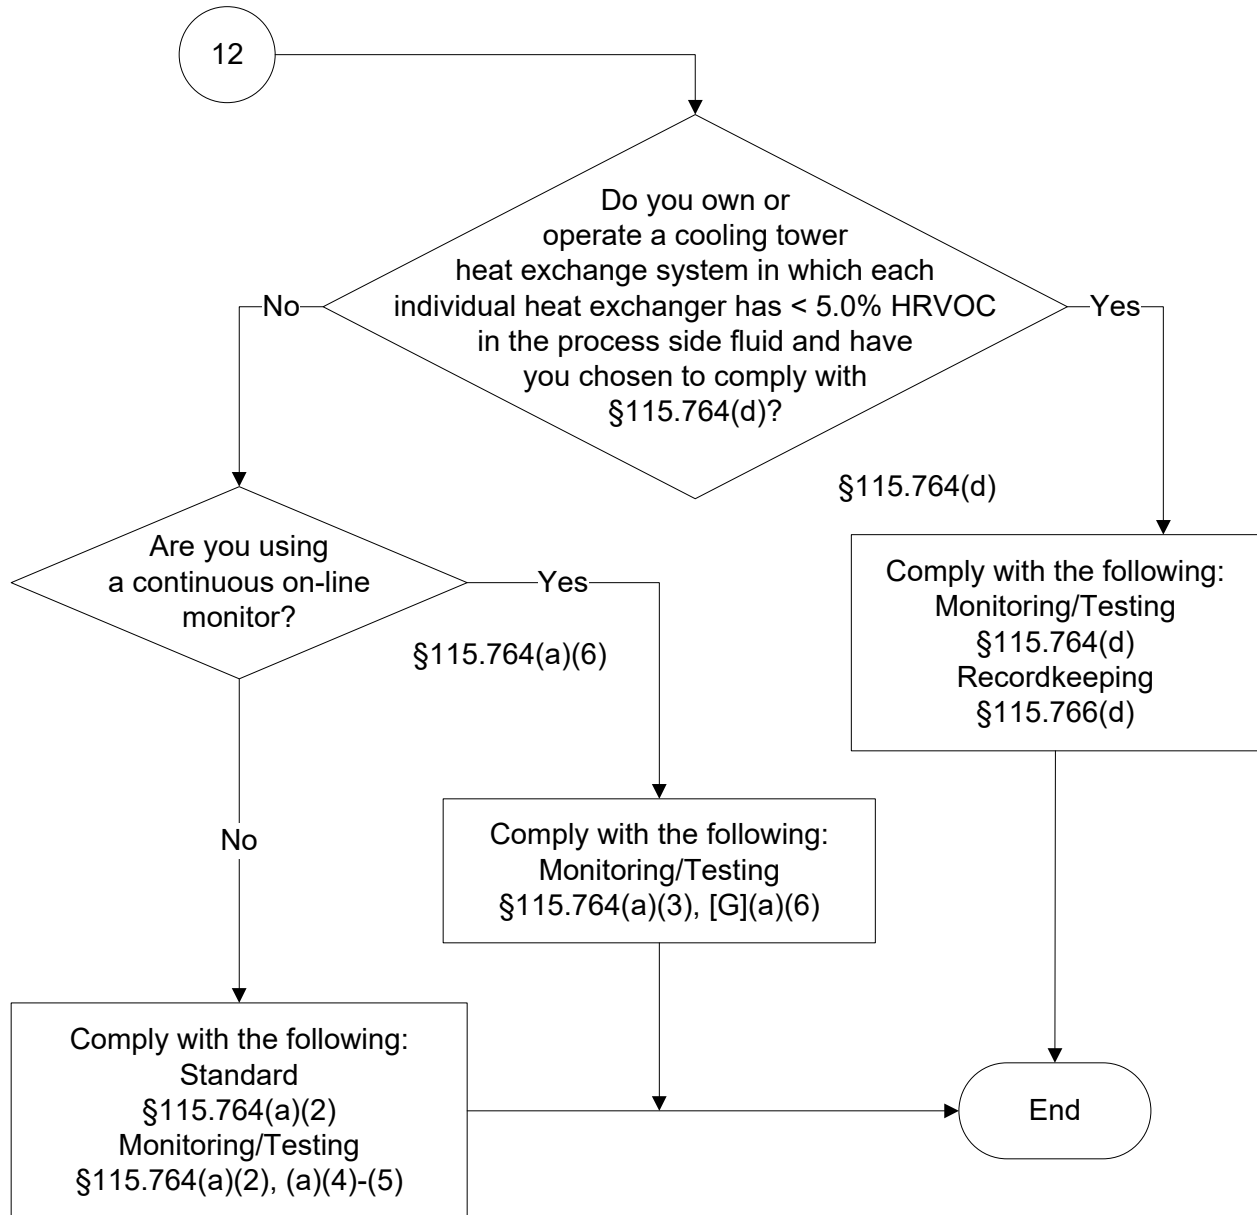 12
Do you own or
operate a cooling tower
heat exchange system in which each
individual heat exchanger has < 5.0% HRVOC
in the process side fluid and have
you chosen to comply with
§115.764(d)?
No
Yes
§115.764(d)
Are you using
a continuous on-line
monitor?
Yes
§115.764(a)(6)
Comply with the following:
Monitoring/Testing
§115.764(d)
Recordkeeping
§115.766(d)
No
Comply with the following:
Monitoring/Testing
§115.764(a)(3), [G](a)(6)
Comply with the following:
Standard
§115.764(a)(2)
Monitoring/Testing
§115.764(a)(2), (a)(4)-(5)
End